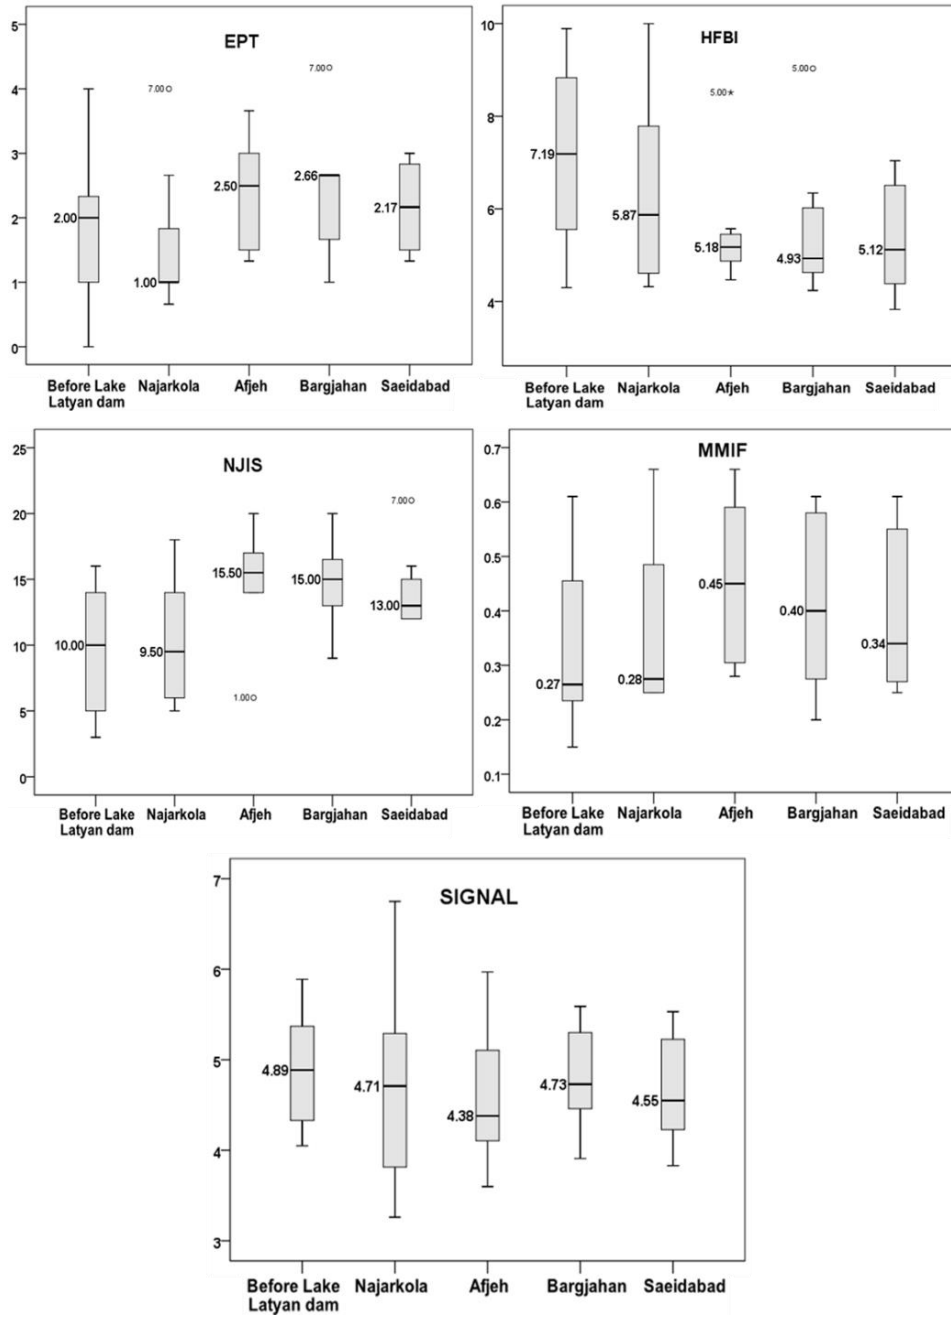 EPT
5
4
3
2
1
0
7.00
7.00
2.00
1.00
2.50
2.66
2.17
Before Lake Latyan dam
Najarkola
Afjeh
Bargjahan
Saeidabad
HFBI
10
8
6
4
5.00
5.00
7.19
5.87
5.18
4.93
5.12
Before Lake Latyan dam
Najarkola
Afjeh
Bargjahan
Saeidabad
NJIS
25
20
15
10
5
0
7.00
1.00
10.00
9.50
15.50
15.00
13.00
Before Lake Latyan dam
Najarkola
Afjeh
Bargjahan
Saeidabad
MMIF
0.7
0.6
0.5
0.4
0.3
0.2
0.1
0.27
0.28
0.45
0.40
0.34
Before Lake Latyan dam
Najarkola
Afjeh
Bargjahan
Saeidabad
SIGNAL
7
6
5
4
3
4.89
4.71
4.38
4.73
4.55
Before Lake Latyan dam
Najarkola
Afjeh
Bargjahan
Saeidabad